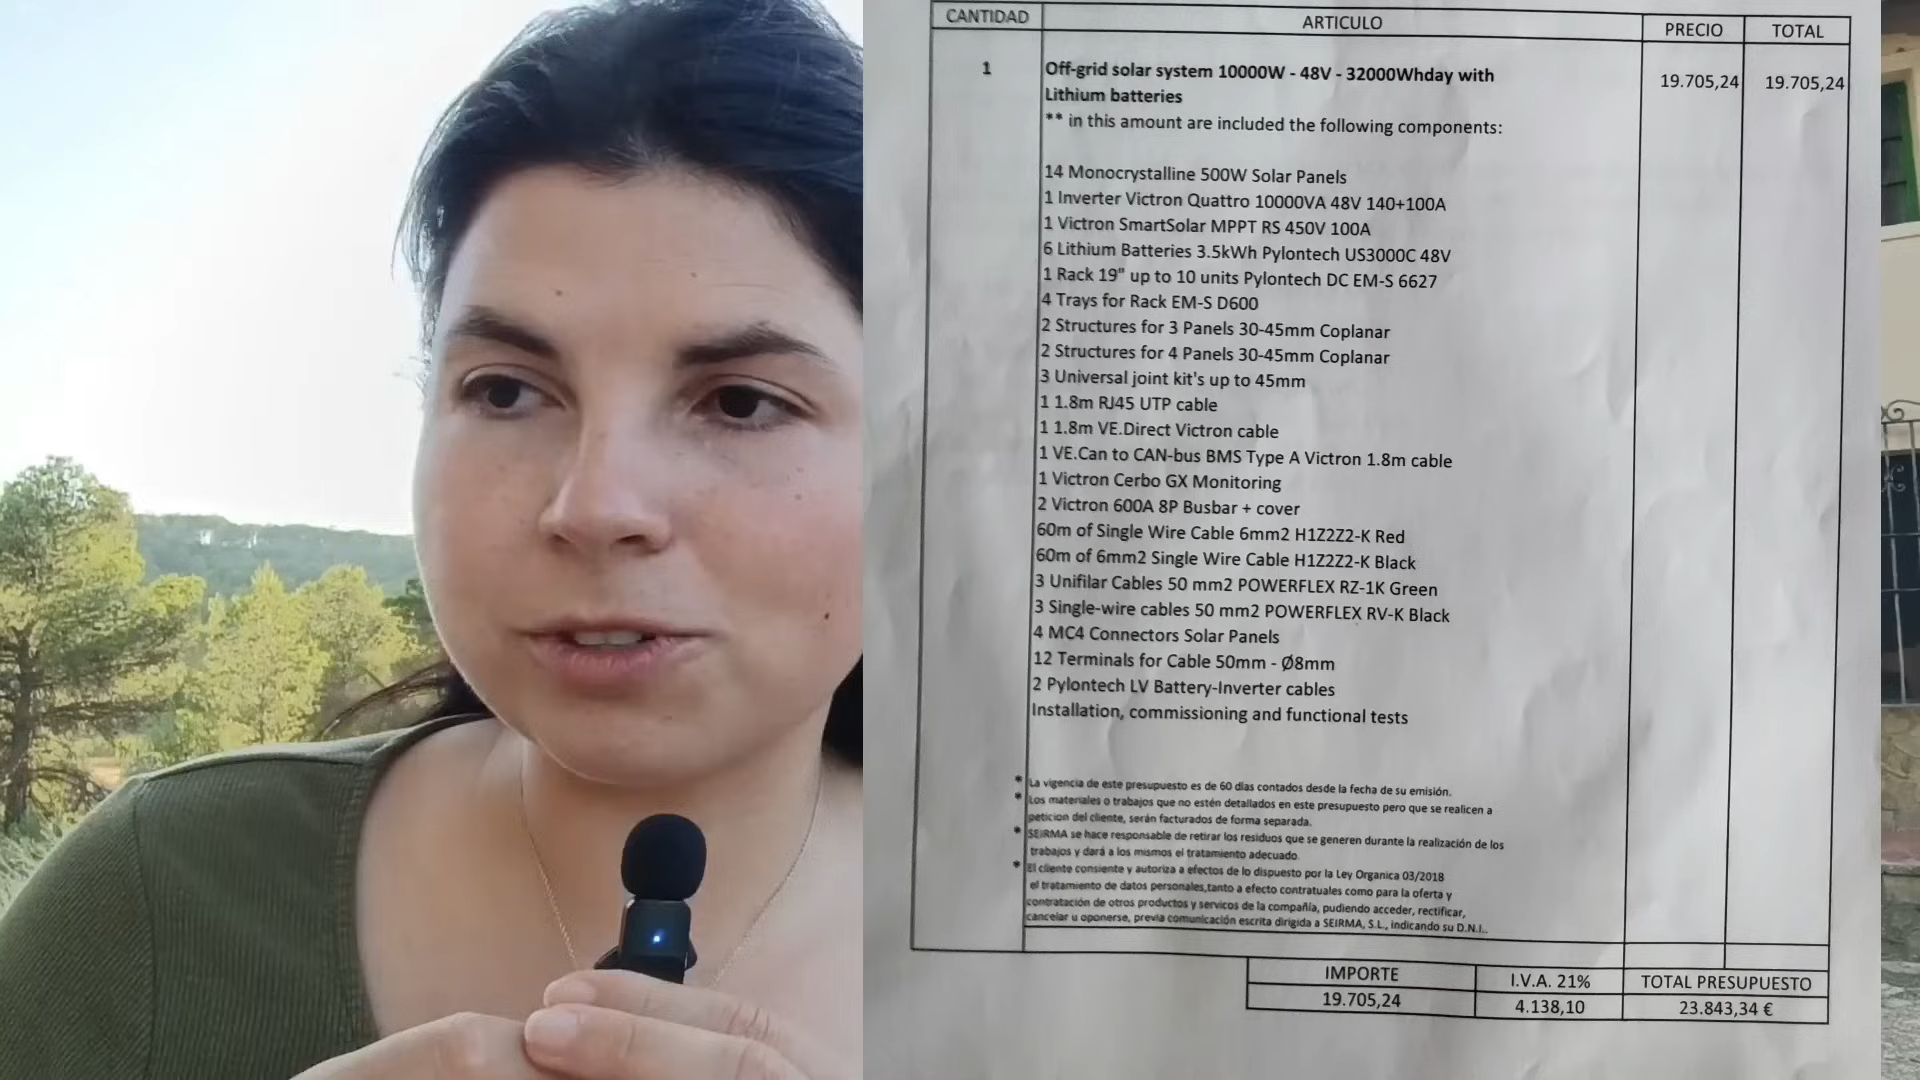 CANTIDAD ARTICULO PRECIO TOTAL
1 Off-grid solar system 10000W - 48V - 32000Whday with 19.705,24 19.705,24
Lithium batteries
** in this amount are included the following components:
14 Monocrystalline 500W Solar Panels
1 Inverter Victron Quattro 10000VA 48V 140+100A
1 Victron SmartSolar MPPT RS 450V 100A
6 Lithium Batteries 3.5kWh Pylontech US3000C 48V
1 Rack 19" up to 10 units Pylontech DC EM-S 6627
4 Trays for Rack EM-S D600
2 Structures for 3 Panels 30-45mm Coplanar
2 Structures for 4 Panels 30-45mm Coplanar
3 Universal joint kit's up to 45mm
1 1.8m RJ45 UTP cable
1 1.8m VE.Direct Victron cable
1 VE.Can to CAN-bus BMS Type A Victron 1.8m cable
1 Victron Cerbo GX Monitoring
2 Victron 600A 8P Busbar + cover
60m of Single Wire Cable 6mm2 H1Z2Z2-K Red
60m of 6mm2 Single Wire Cable H1Z2Z2-K Black
3 Unifilar Cables 50 mm2 POWERFLEX RZ-1K Green
3 Single-wire cables 50 mm2 POWERFLEX RV-K Black
4 MC4 Connectors Solar Panels
12 Terminals for Cable 50mm - Ø8mm
2 Pylontech LV Battery-Inverter cables
Installation, commissioning and functional tests
* La vigencia de este presupuesto es de 60 dias contados desde la fecha de su emisión.
* Los materiales o trabajos que no estén detallados en este presupuesto pero que se realicen a
peticion del cliente, serán facturados de forma separada.
* SEIRMA se hace responsable de retirar los residuos que se generen durante la realización de los
trabajos y dará a los mismos el tratamiento adecuado.
* El cliente consiente y autoriza a efectos de lo dispuesto por la Ley Organica 03/2018
el tratamiento de datos personales,tanto a efecto contratuales como para la oferta y
contratación de otros productos y servicos de la compañía, pudiendo acceder, rectificar,
cancelar u oponerse, previa comunicación escrita dirigida a SEIRMA, S.L., indicando su D.N.I..
IMPORTE I.V.A. 21% TOTAL PRESUPUESTO
19.705,24 4.138,10 23.843,34 €